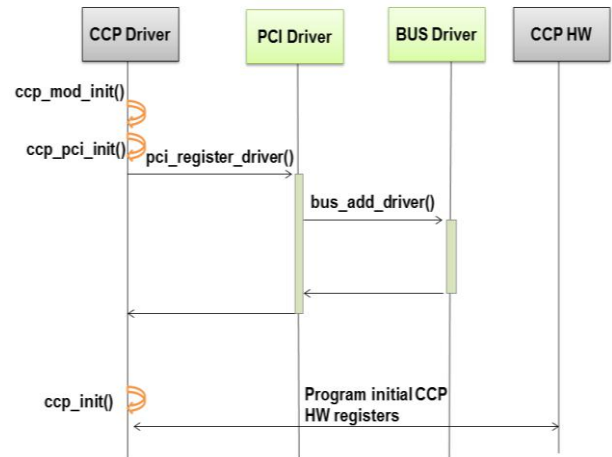 CCP Driver
PCI Driver
BUS Driver
CCP HW
ccp_mod_init()
ccp_pci_init()
pci_register_driver()
bus_add_driver()
ccp_init()
Program initial CCP
HW registers